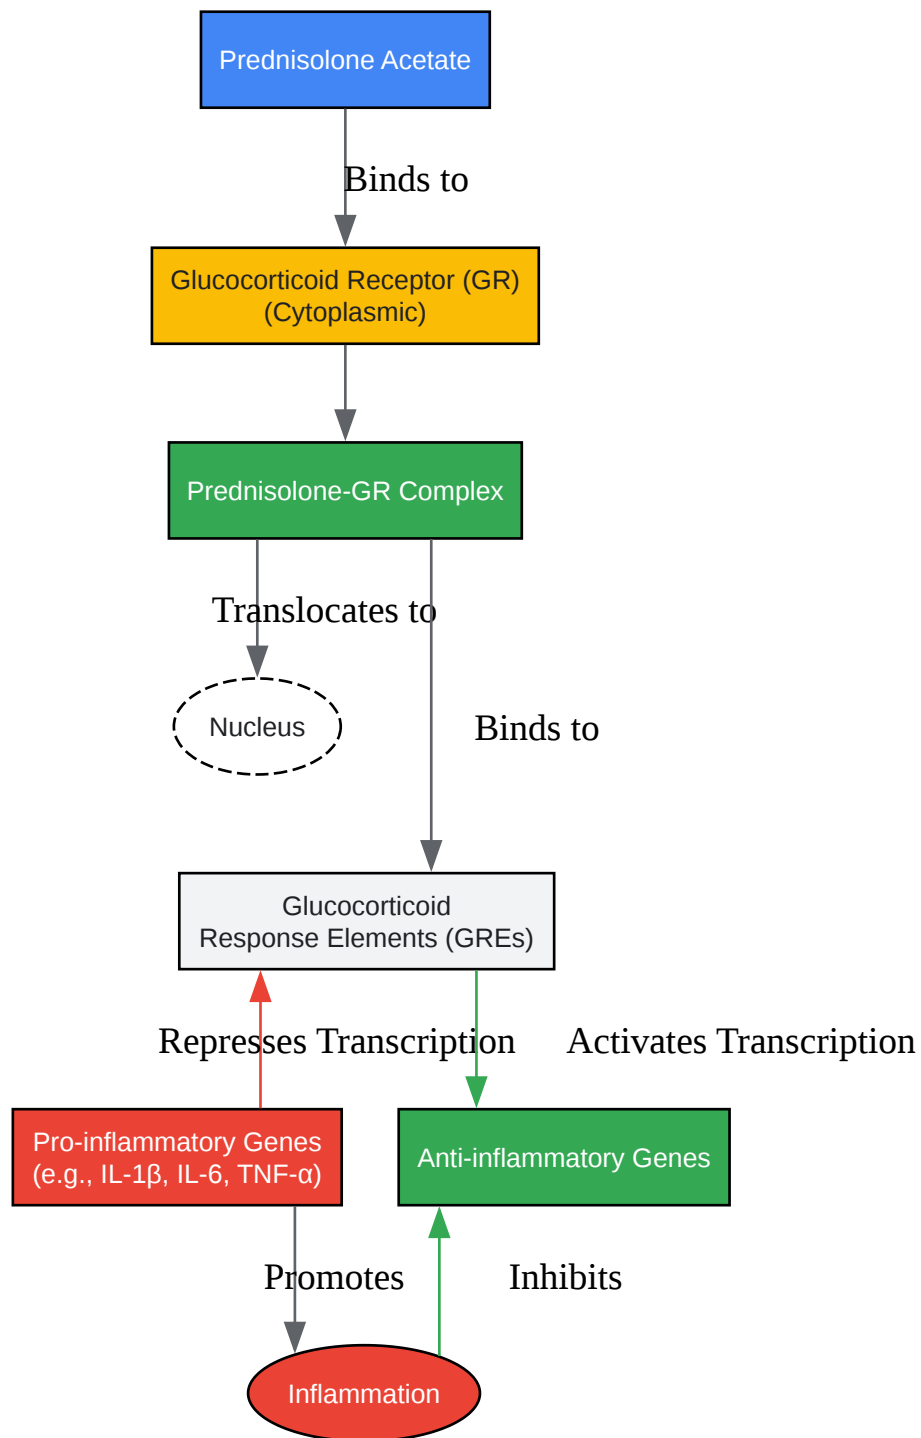 Prednisolone Acetate
Binds to
Glucocorticoid Receptor (GR)
(Cytoplasmic)
Prednisolone-GR Complex
Translocates to
Nucleus
Binds to
Glucocorticoid
Response Elements (GREs)
Represses Transcription
Activates Transcription
Pro-inflammatory Genes
(e.g., IL-1β, IL-6, TNF-α)
Anti-inflammatory Genes
Promotes
Inhibits
Inflammation